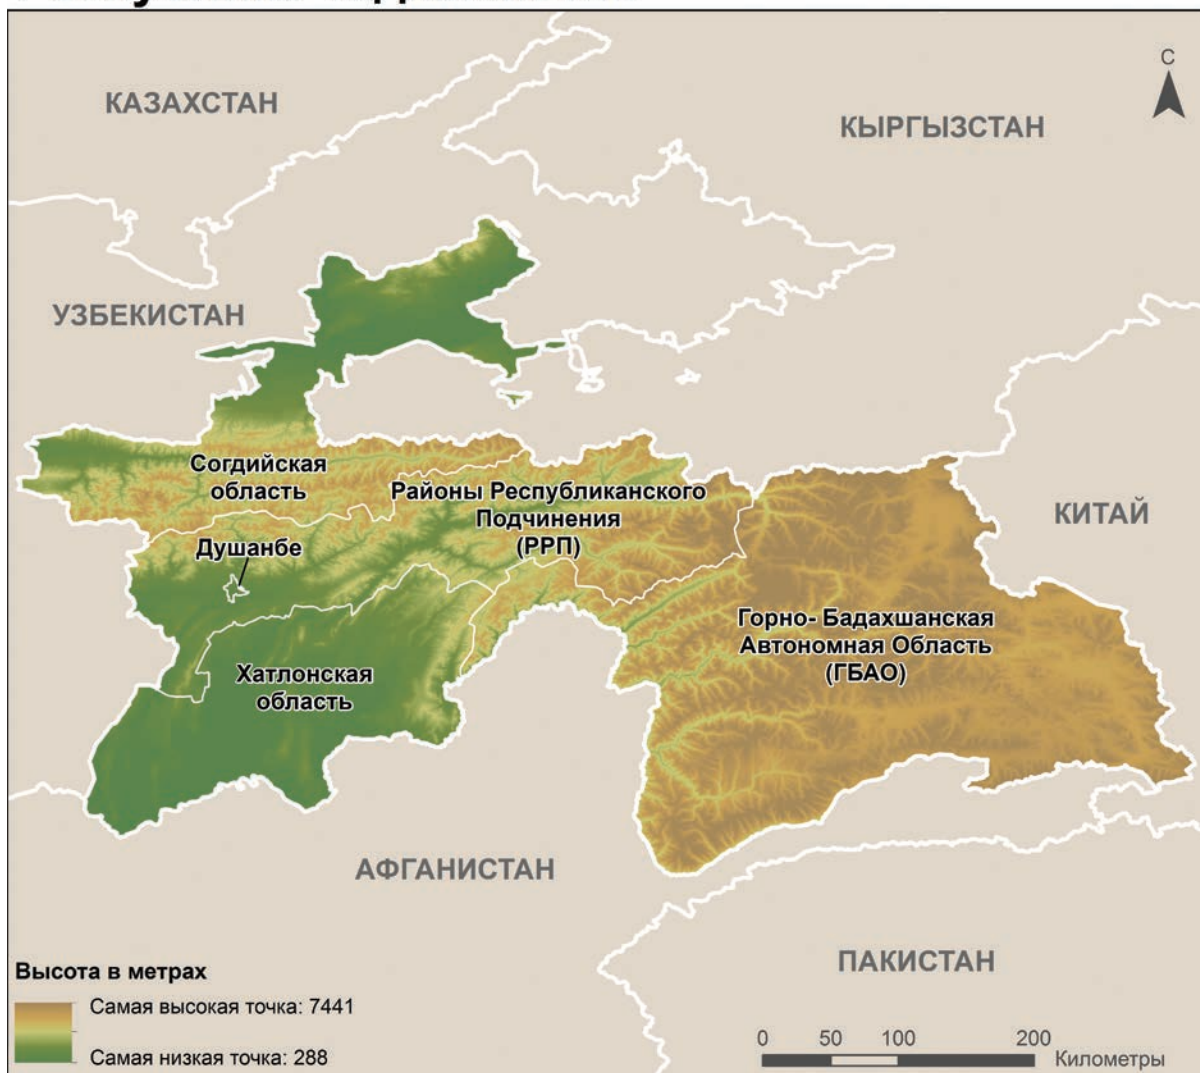 КАЗАХСТАН
С
КЫРГЫЗСТАН
УЗБЕКИСТАН
Согдийская
область
Районы Республиканского
Подчинения
(РРП)
КИТАЙ
Душанбе
Горно- Бадахшанская
Автономная Область
(ГБАО)
Хатлонская
область
АФГАНИСТАН
ПАКИСТАН
Высота в метрах
Самая высокая точка: 7441
Самая низкая точка: 288
0 50 100 200
Километры